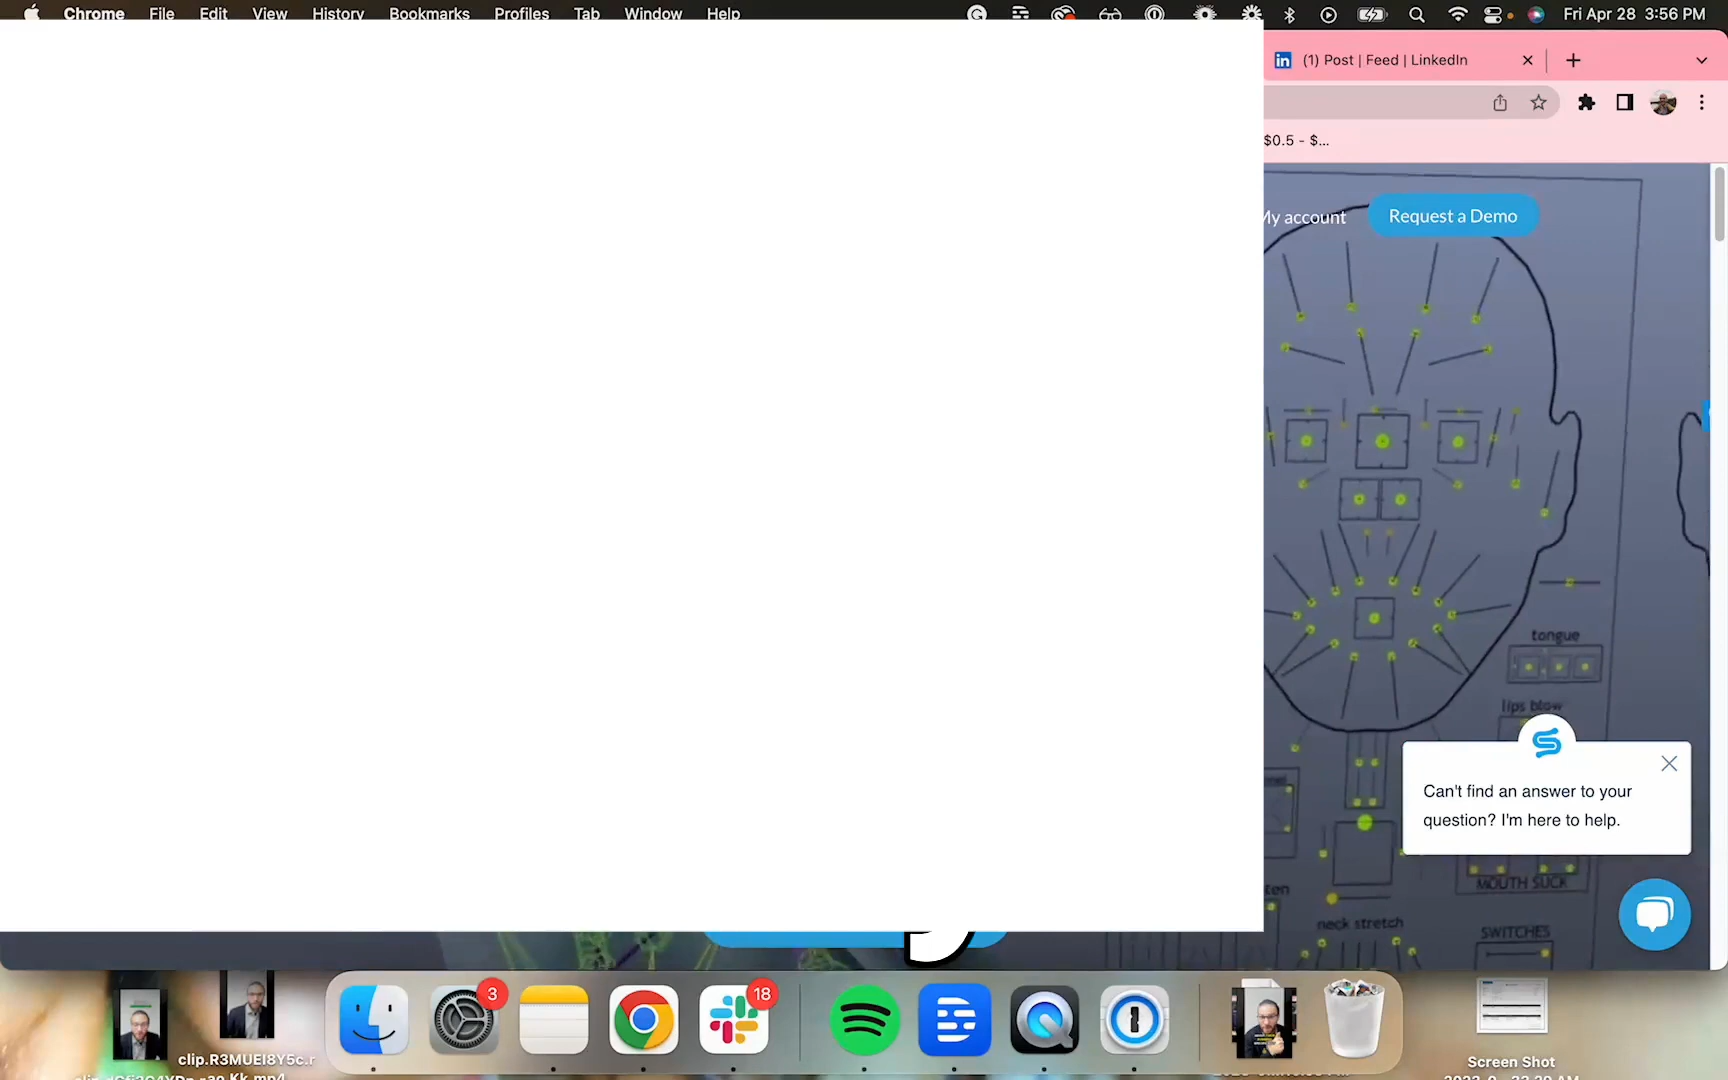 Chrome File Edit View History Bookmarks Profiles Tab Window Help Fri Apr 28 3:56 PM
(1) Post | Feed | LinkedIn
$0.5 - $...
My account Request a Demo
tongue
lips blow
Can't find an answer to your
question? I'm here to help.
MOUTH SUCK
neck stretch
SWITCHES
3
18
clip.R3MUEI8Y5c.r
Screen Shot